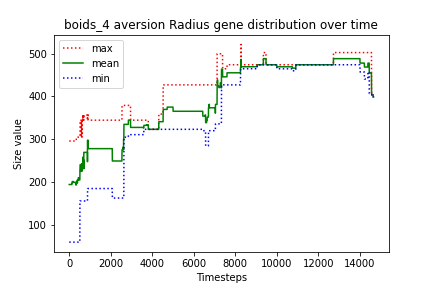 boids_4 aversion Radius gene distribution over time
max
mean
min
Size value
500
400
300
200
100
0 2000 4000 6000 8000 10000 12000 14000
Timesteps